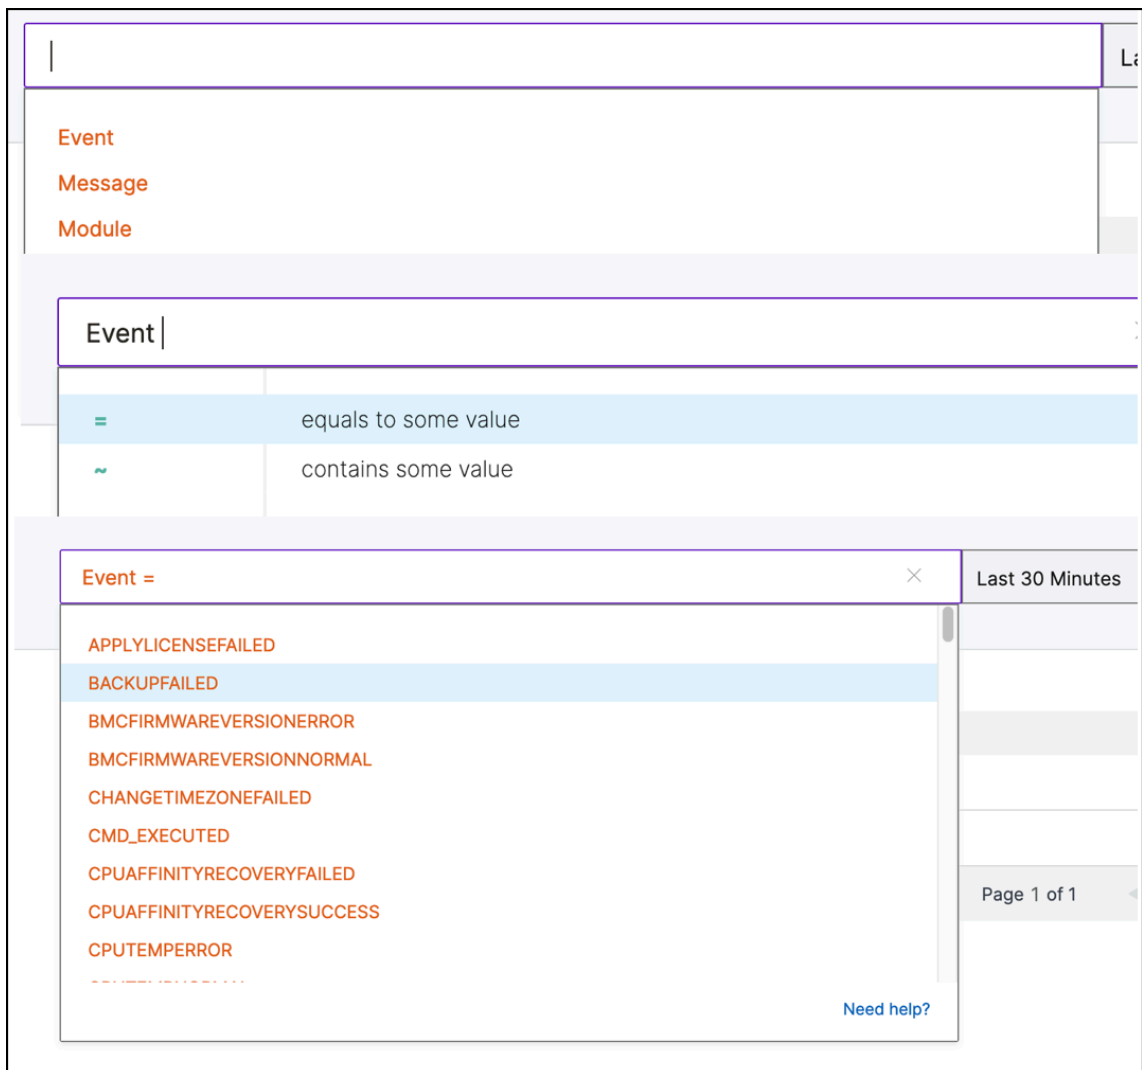 La
Event
Message
Module
Event
= equals to some value
~ contains some value
Event = Last 30 Minutes
APPLYLICENSEFAILED
BACKUPFAILED
BMCFIRMWAREVERSIONERROR
BMCFIRMWAREVERSIONNORMAL
CHANGETIMEZONEFAILED
CMD_EXECUTED
CPUAFFINITYRECOVERYFAILED
CPUAFFINITYRECOVERYSUCCESS
CPUTEMPERROR
Page 1 of 1
Need help?